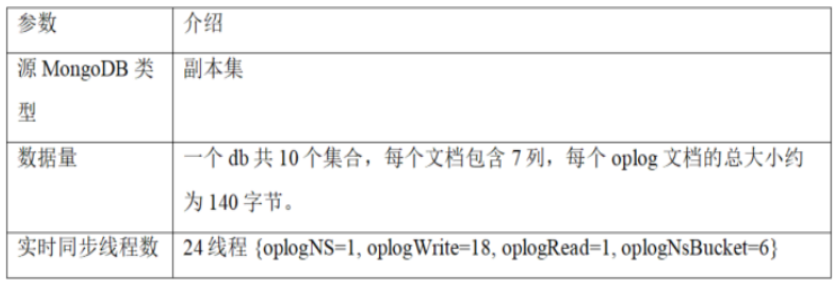 参数 介绍
源 MongoDB 类 副本集
型
数据量 一个 db 共 10 个集合，每个文档包含 7 列，每个 oplog 文档的总大小约
为 140 字节。
实时同步线程数 24 线程 {oplogNS=1, oplogWrite=18, oplogRead=1, oplogNsBucket=6}